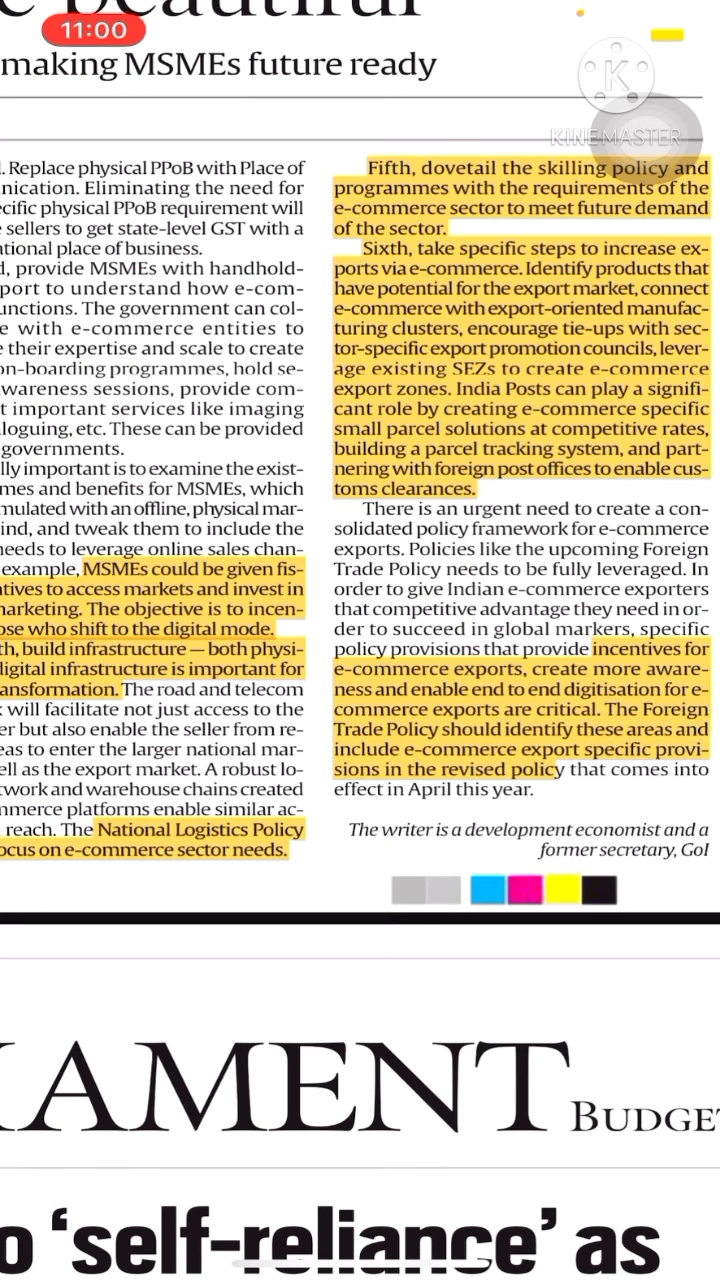 11:00
beautiful
making MSMEs future ready
KINEMASTER
. Replace physical PPoB with Place of
nication. Eliminating the need for
ecific physical PPoB requirement will
sellers to get state-level GST with a
ational place of business.
d, provide MSMEs with handhold-
port to understand how e-com-
unctions. The government can col-
e with e-commerce entities to
their expertise and scale to create
on-boarding programmes, hold se-
wareness sessions, provide com-
t important services like imaging
loguing, etc. These can be provided
governments.
lly important is to examine the exist-
mes and benefits for MSMEs, which
mulated with an offline, physical mar-
ind, and tweak them to include the
needs to leverage online sales chan-
example, MSMEs could be given fis-
atives to access markets and invest in
marketing. The objective is to incen-
ose who shift to the digital mode.
th, build infrastructure — both physi-
digital infrastructure is important for
ansformation. The road and telecom
k will facilitate not just access to the
er but also enable the seller from re-
eas to enter the larger national mar-
ell as the export market. A robust lo-
twork and warehouse chains created
mmerce platforms enable similar ac-
reach. The National Logistics Policy
ocus on e-commerce sector needs.
Fifth, dovetail the skilling policy and
programmes with the requirements of the
e-commerce sector to meet future demand
of the sector.
Sixth, take specific steps to increase ex-
ports via e-commerce. Identify products that
have potential for the export market, connect
e-commerce with export-oriented manufac-
turing clusters, encourage tie-ups with sec-
tor-specific export promotion councils, lever-
age existing SEZs to create e-commerce
export zones. India Posts can play a signifi-
cant role by creating e-commerce specific
small parcel solutions at competitive rates,
building a parcel tracking system, and part-
nering with foreign post offices to enable cus-
toms clearances.
There is an urgent need to create a con-
solidated policy framework for e-commerce
exports. Policies like the upcoming Foreign
Trade Policy needs to be fully leveraged. In
order to give Indian e-commerce exporters
that competitive advantage they need in or-
der to succeed in global markers, specific
policy provisions that provide incentives for
e-commerce exports, create more aware-
ness and enable end to end digitisation for e-
commerce exports are critical. The Foreign
Trade Policy should identify these areas and
include e-commerce export specific provi-
sions in the revised policy that comes into
effect in April this year.
The writer is a development economist and a
former secretary, GoI
AMENT BUDGET
o ‘self-reliance’ as